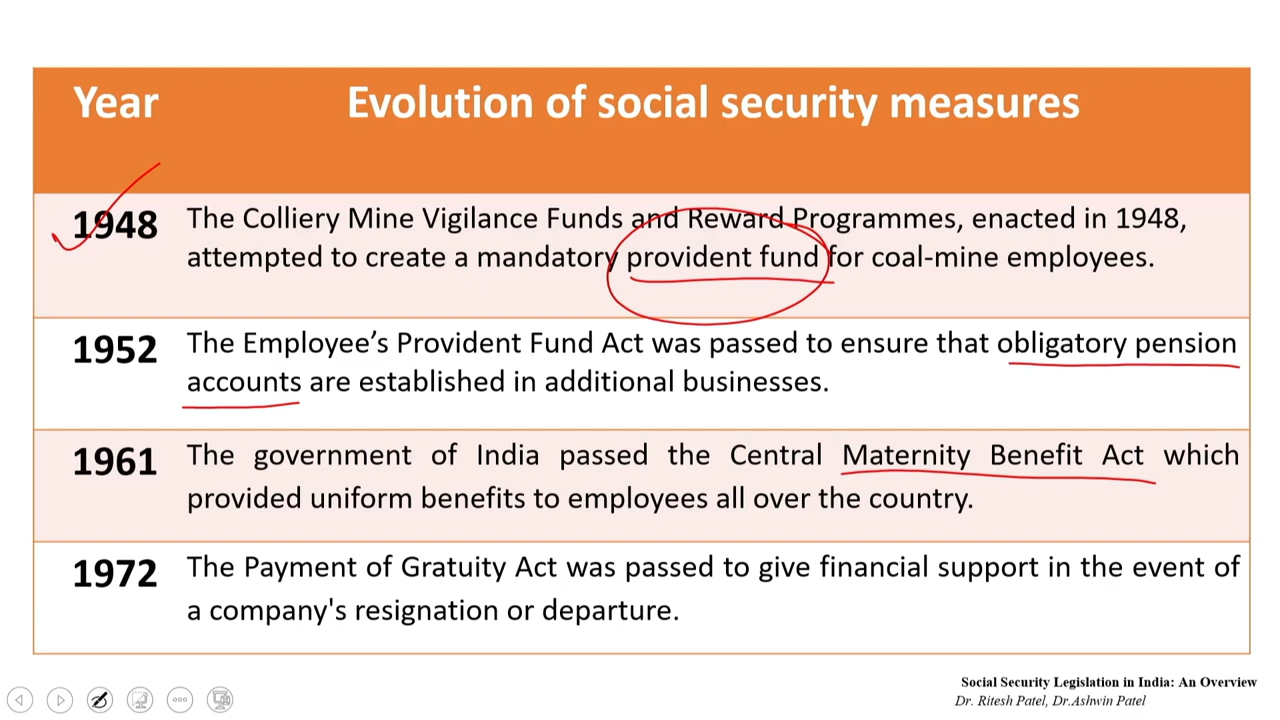 Year Evolution of social security measures
1948 The Colliery Mine Vigilance Funds and Reward Programmes, enacted in 1948,
attempted to create a mandatory provident fund for coal-mine employees.
1952 The Employee’s Provident Fund Act was passed to ensure that obligatory pension
accounts are established in additional businesses.
1961 The government of India passed the Central Maternity Benefit Act which
provided uniform benefits to employees all over the country.
1972 The Payment of Gratuity Act was passed to give financial support in the event of
a company's resignation or departure.
Social Security Legislation in India: An Overview
Dr. Ritesh Patel, Dr.Ashwin Patel